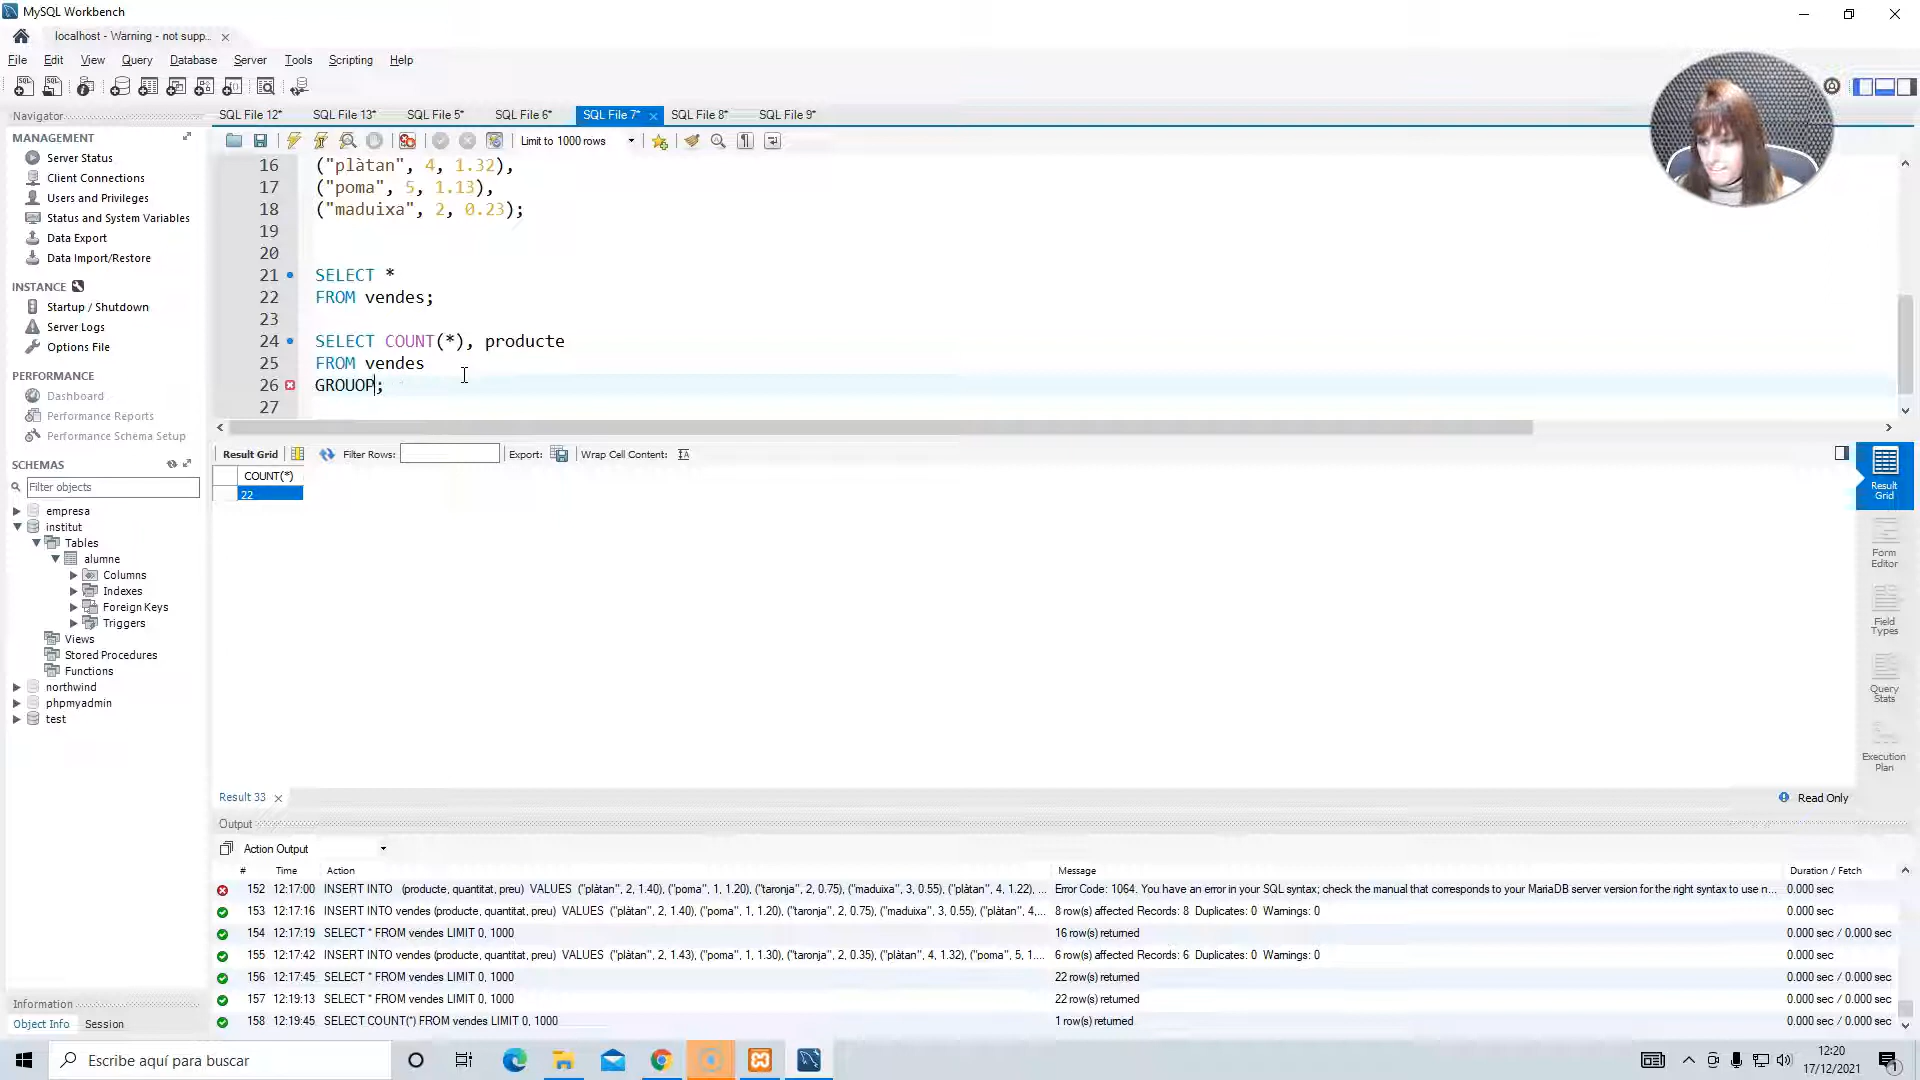 MySQL Workbench
localhost - Warning - not supp...
File Edit View Query Database Server Tools Scripting Help
Navigator
SQL File 12* SQL File 13* SQL File 5* SQL File 6* SQL File 7* SQL File 8* SQL File 9*
Limit to 1000 rows
MANAGEMENT
Server Status
Client Connections
Users and Privileges
Status and System Variables
Data Export
Data Import/Restore
INSTANCE
Startup / Shutdown
Server Logs
Options File
PERFORMANCE
Dashboard
Performance Reports
Performance Schema Setup
SCHEMAS
Filter objects
empresa
institut
Tables
alumne
Columns
Indexes
Foreign Keys
Triggers
Views
Stored Procedures
Functions
northwind
phpmyadmin
test
Information
Object Info Session
16 ("plàtan", 4, 1.32),
17 ("poma", 5, 1.13),
18 ("maduixa", 2, 0.23);
19
20
21 SELECT *
22 FROM vendes;
23
24 SELECT COUNT(*), producte
25 FROM vendes
26 GROUOP;
27
Result Grid Filter Rows: Export: Wrap Cell Content:
COUNT(*)
22
Result Grid
Form Editor
Field Types
Query Stats
Execution Plan
Result 33 Read Only
Output
Action Output
# Time Action Message Duration / Fetch
152 12:17:00 INSERT INTO (producte, quantitat, preu) VALUES ("plàtan", 2, 1.40), ("poma", 1, 1.20), ("taronja", 2, 0.75), ("maduixa", 3, 0.55), ("plàtan", 4, 1.22), ... Error Code: 1064. You have an error in your SQL syntax; check the manual that corresponds to your MariaDB server version for the right syntax to use n... 0.000 sec
153 12:17:16 INSERT INTO vendes (producte, quantitat, preu) VALUES ("plàtan", 2, 1.40), ("poma", 1, 1.20), ("taronja", 2, 0.75), ("maduixa", 3, 0.55), ("plàtan", 4,... 8 row(s) affected Records: 8 Duplicates: 0 Warnings: 0 0.000 sec
154 12:17:19 SELECT * FROM vendes LIMIT 0, 1000 16 row(s) returned 0.000 sec / 0.000 sec
155 12:17:42 INSERT INTO vendes (producte, quantitat, preu) VALUES ("plàtan", 2, 1.43), ("poma", 1, 1.30), ("taronja", 2, 0.35), ("plàtan", 4, 1.32), ("poma", 5, 1.... 6 row(s) affected Records: 6 Duplicates: 0 Warnings: 0 0.000 sec
156 12:17:45 SELECT * FROM vendes LIMIT 0, 1000 22 row(s) returned 0.000 sec / 0.000 sec
157 12:19:13 SELECT * FROM vendes LIMIT 0, 1000 22 row(s) returned 0.000 sec / 0.000 sec
158 12:19:45 SELECT COUNT(*) FROM vendes LIMIT 0, 1000 1 row(s) returned 0.000 sec / 0.000 sec
Escribe aquí para buscar
12:20
17/12/2021